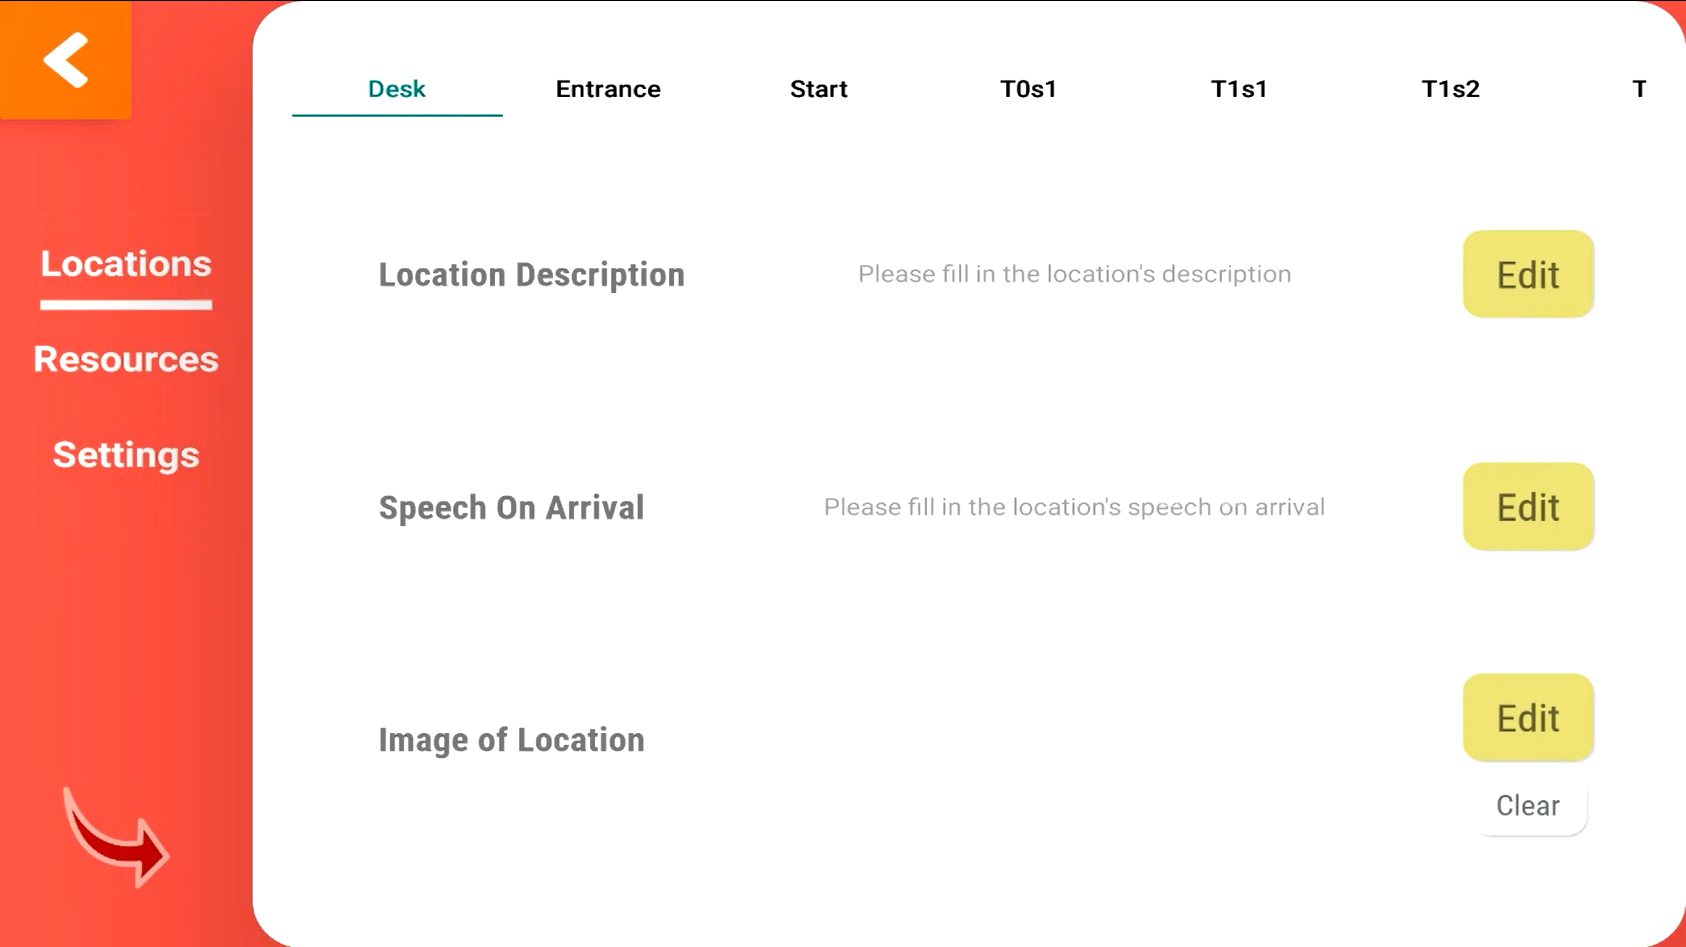 Desk Entrance Start T0s1 T1s1 T1s2 T
Locations
Resources
Settings
Location Description Please fill in the location's description Edit
Speech On Arrival Please fill in the location's speech on arrival Edit
Image of Location Edit
Clear